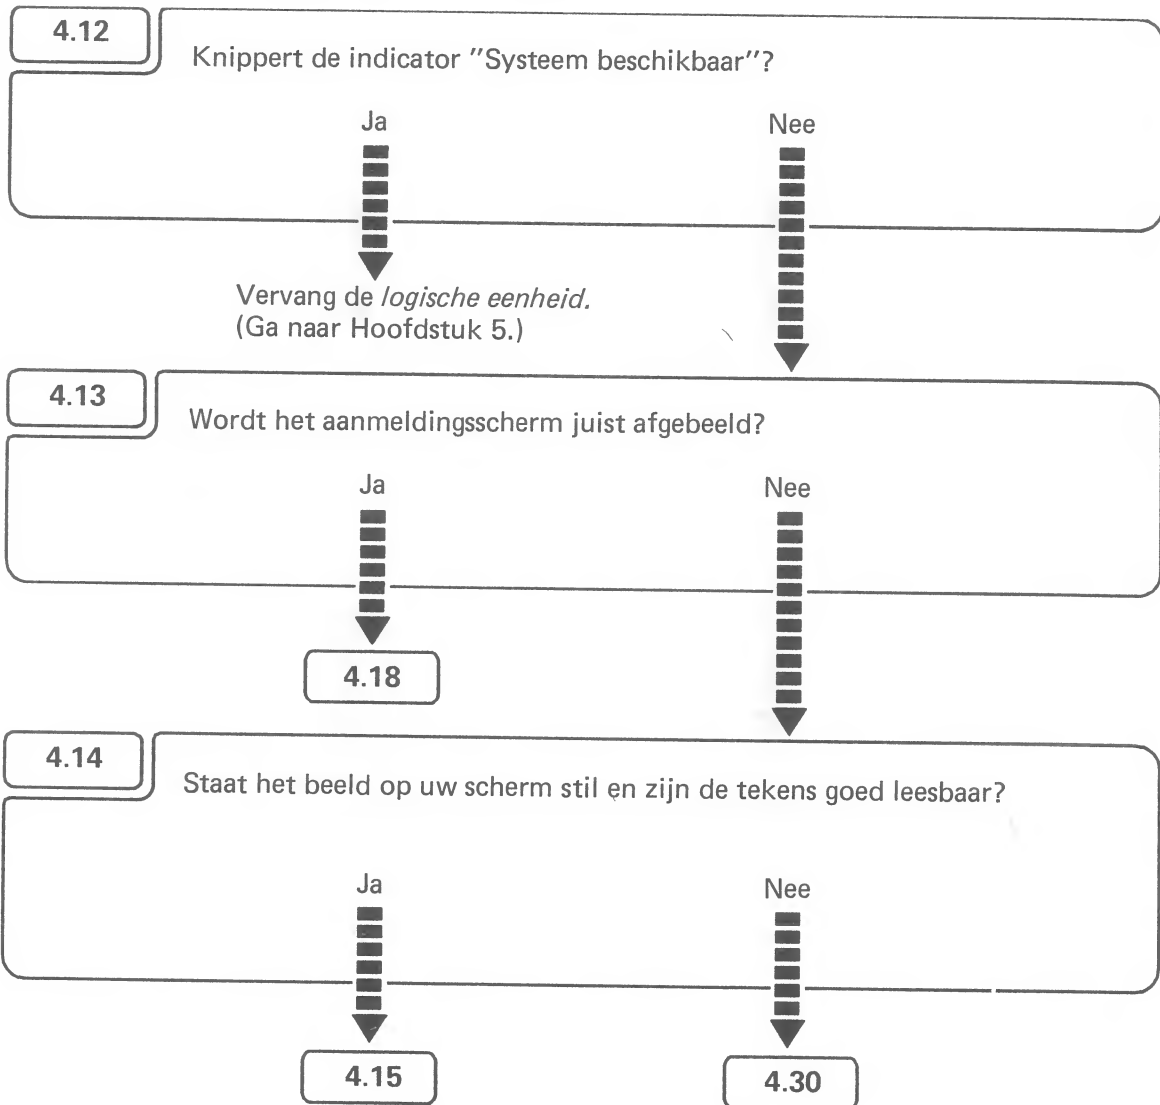 4.12
Knippert de indicator "Systeem beschikbaar"?
Ja
Nee
Vervang de logische eenheid.
(Ga naar Hoofdstuk 5.)
4.13
Wordt het aanmeldingsscherm juist afgebeeld?
Ja
Nee
4.18
4.14
Staat het beeld op uw scherm stil en zijn de tekens goed leesbaar?
Ja
Nee
4.15
4.30